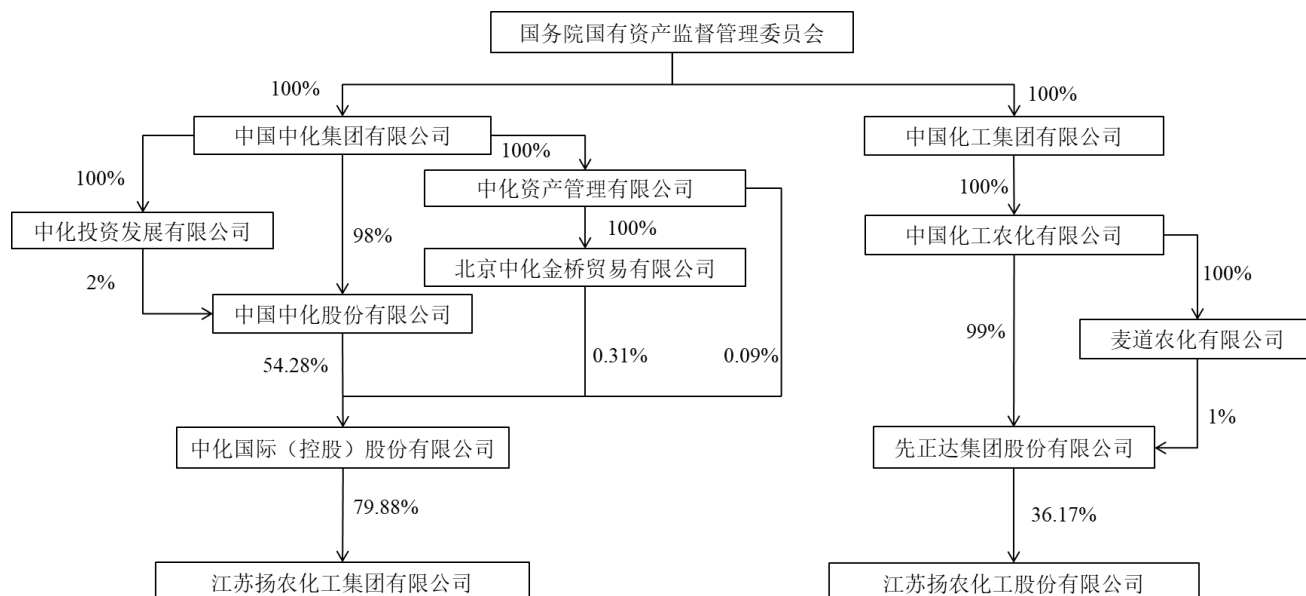 国务院国有资产监督管理委员会
100%
100%
中国中化集团有限公司
中国化工集团有限公司
100%
100%
100%
中化资产管理有限公司
中化投资发展有限公司
98%
100%
中国化工农化有限公司
2%
北京中化金桥贸易有限公司
100%
中国中化股份有限公司
99%
麦道农化有限公司
54.28%
0.31%
0.09%
1%
中化国际（控股）股份有限公司
先正达集团股份有限公司
79.88%
36.17%
江苏扬农化工集团有限公司
江苏扬农化工股份有限公司